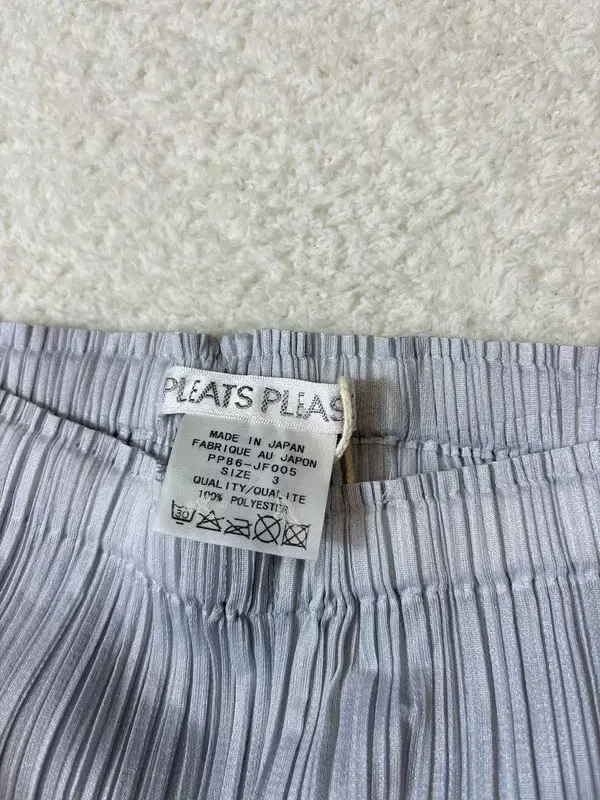 PLEATS PLEAS
MADE IN JAPAN
FABRIQUE AU JAPON
PP86-JF005
SIZE 3
QUALITY/QUALITE
100% POLYESTER
30